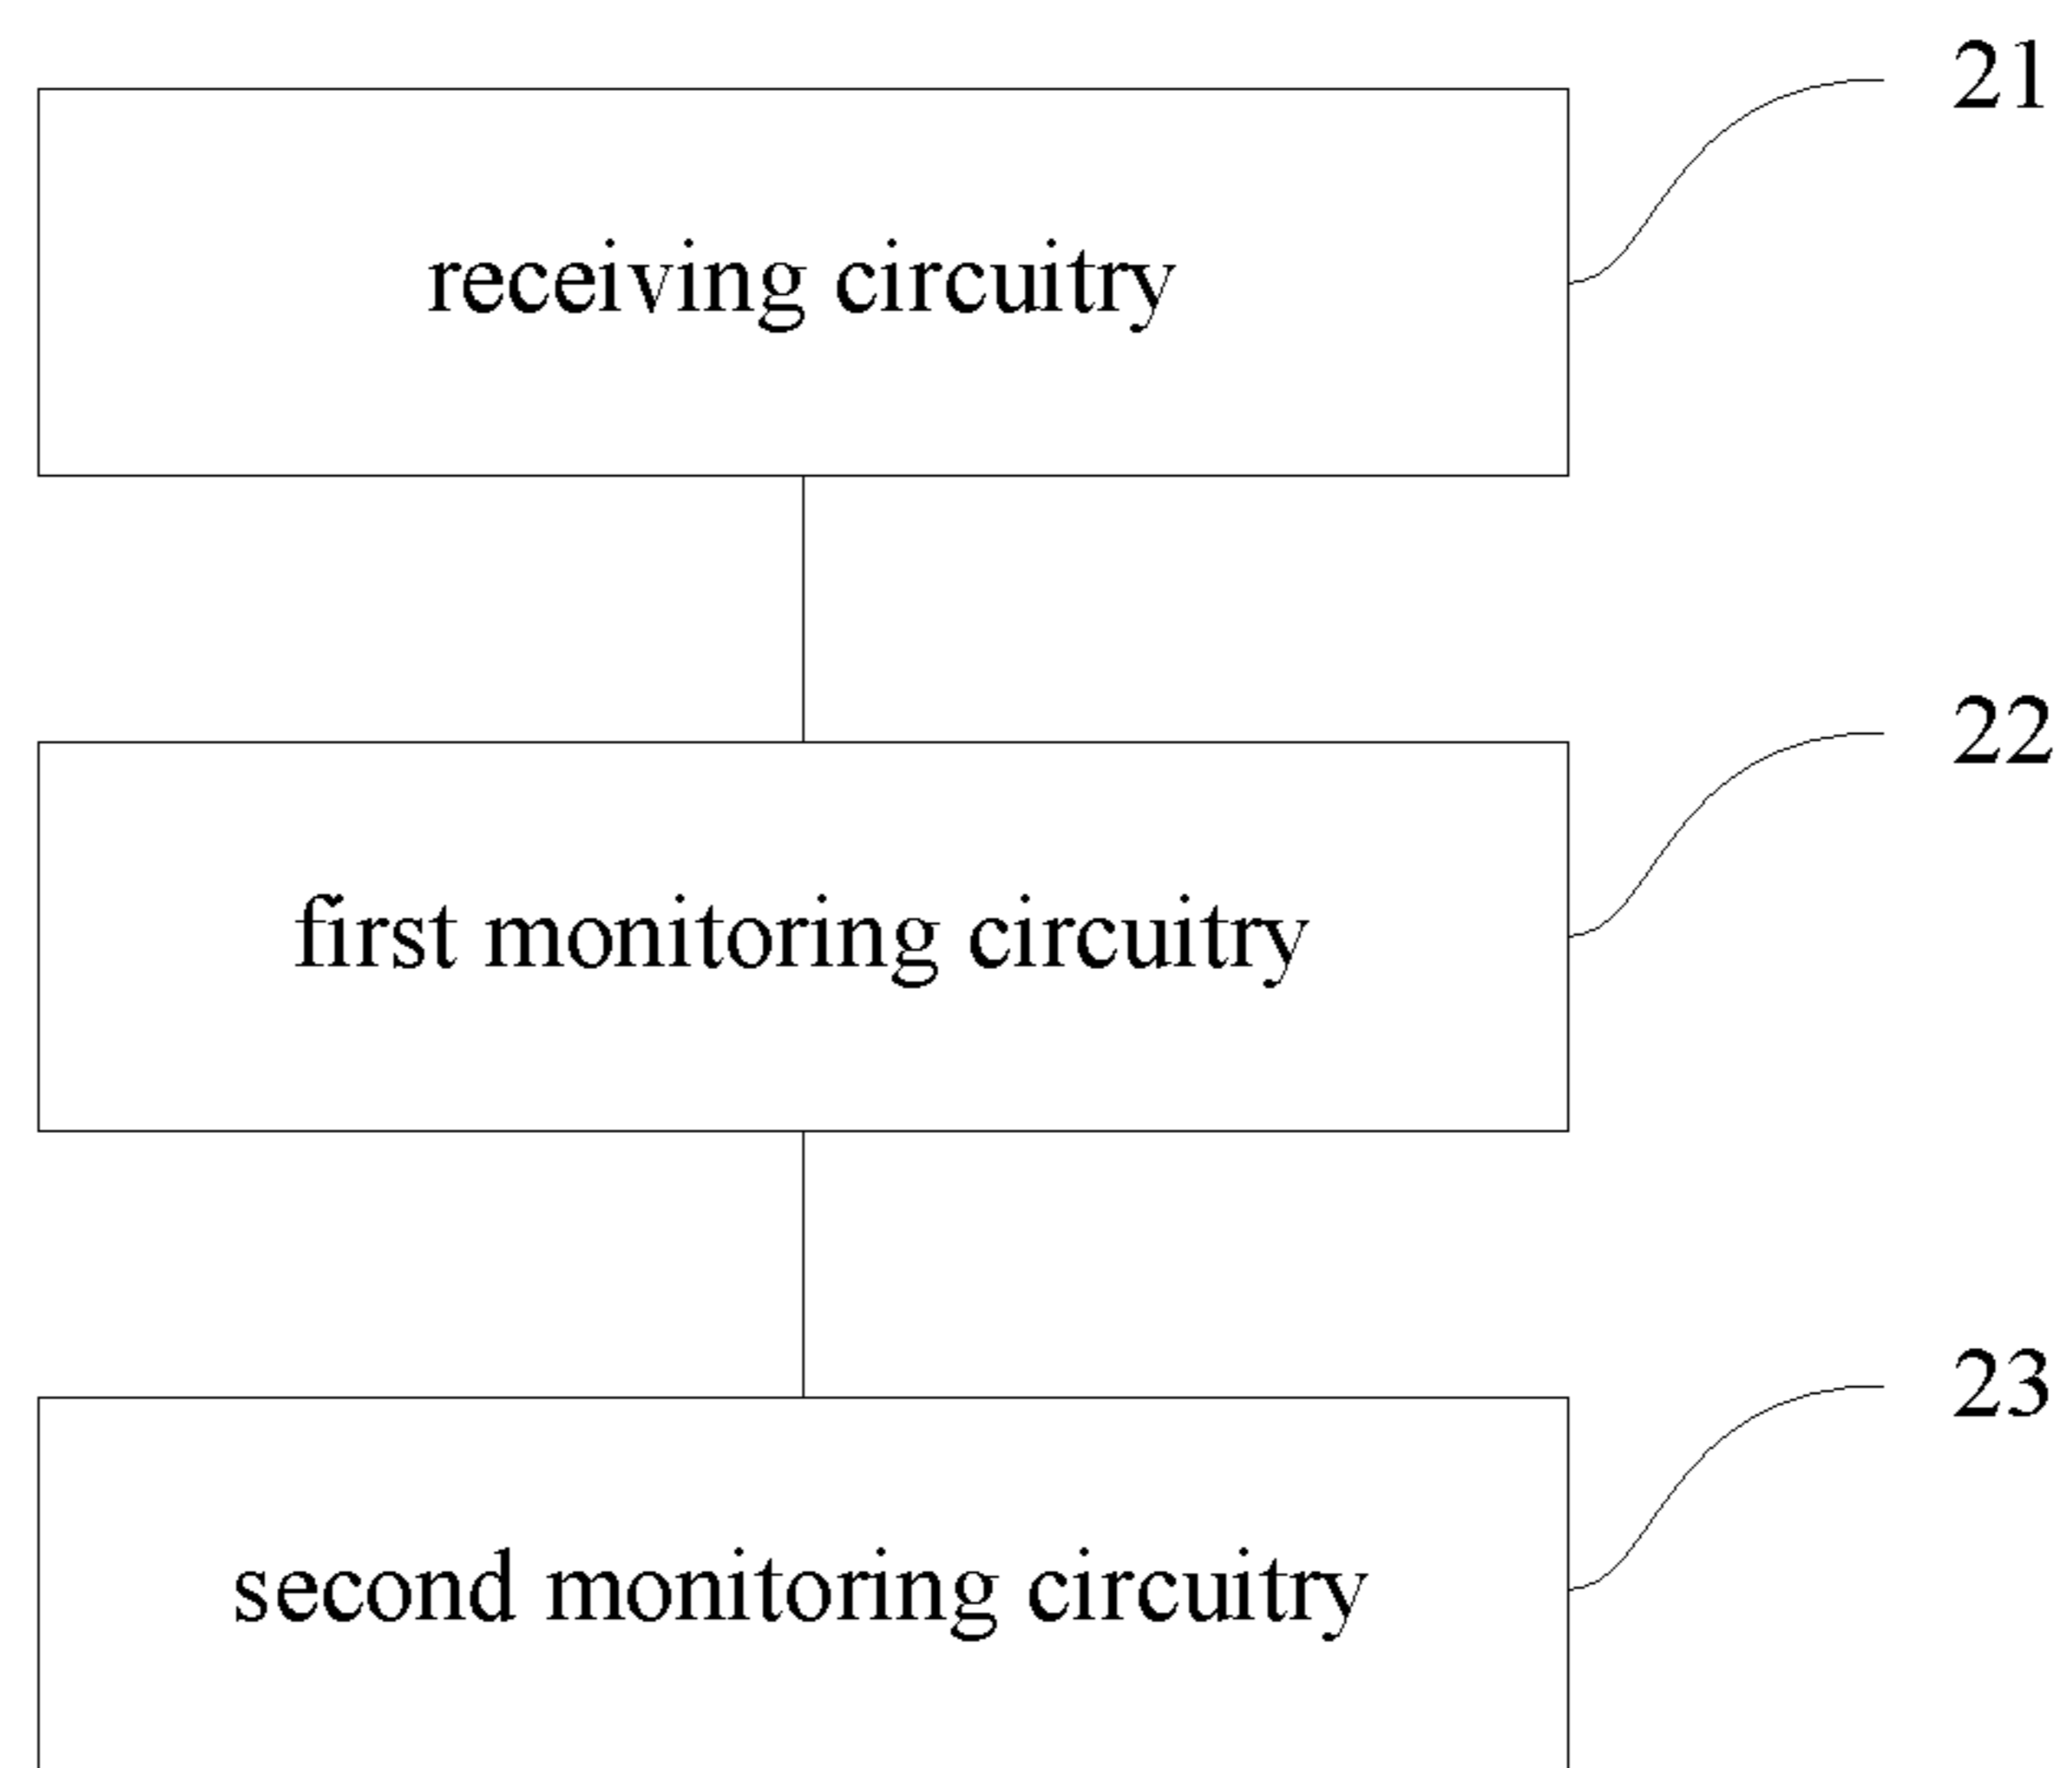 21
receiving circuitry
22
first monitoring circuitry
23
second monitoring circuitry